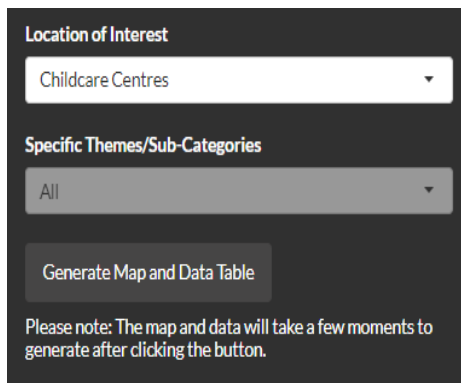 Location of Interest
Childcare Centres
Specific Themes/Sub-Categories
All
Generate Map and Data Table
Please note: The map and data will take a few moments to
generate after clicking the button.